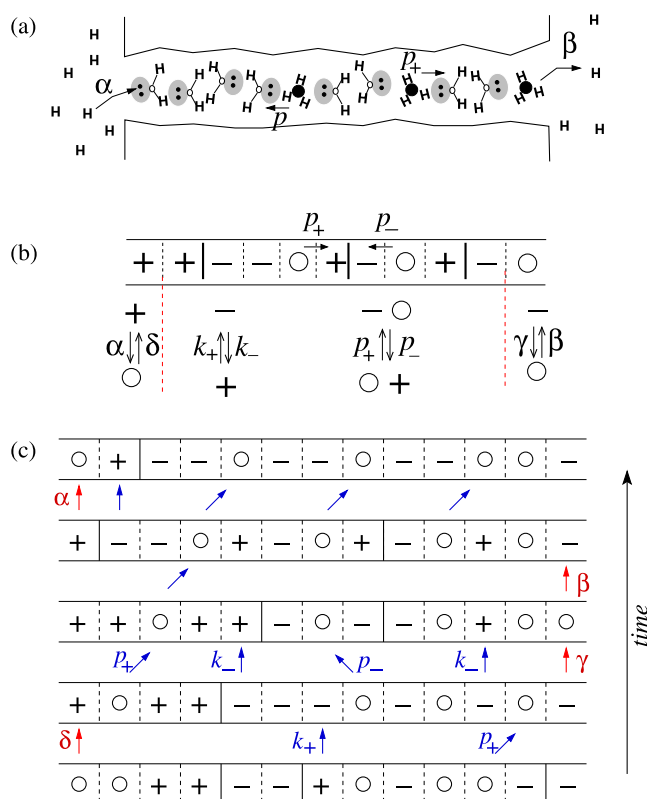 (a)
H H H H H H H H
α H H H H H H H H H H H H H H H H H H H H H H p₊ β
p
(b)
p₊ p₋
+ + − − ○ + − ○ + − ○
+ − − ○ −
α δ k₊ k₋ p₊ p₋ γ β
○ + ○ + ○
(c)
○ + − − ○ − − ○ − − ○ ○ −
α
+ − − ○ + − ○ + − ○ + ○ −
β
+ + ○ + + − ○ − − ○ + ○ ○
p₊ k₋ p₋ k₋ γ
+ ○ + + − − − ○ − ○ − ○ −
δ k₊ p₊
○ ○ + + − − + ○ − ○ ○ − −
time